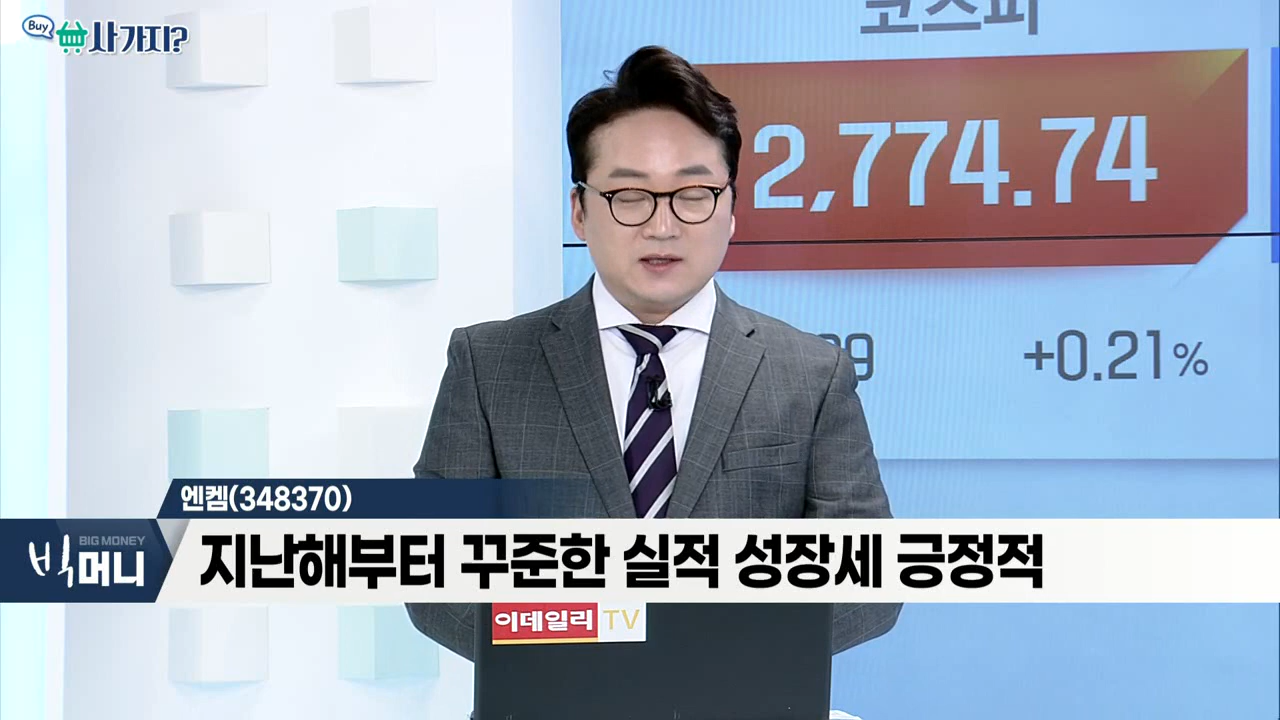 Buy 사가지?
코스피
2,774.74
+0.21%
엔켐(348370)
BIG MONEY
빅머니
지난해부터 꾸준한 실적 성장세 긍정적
이데일리 TV